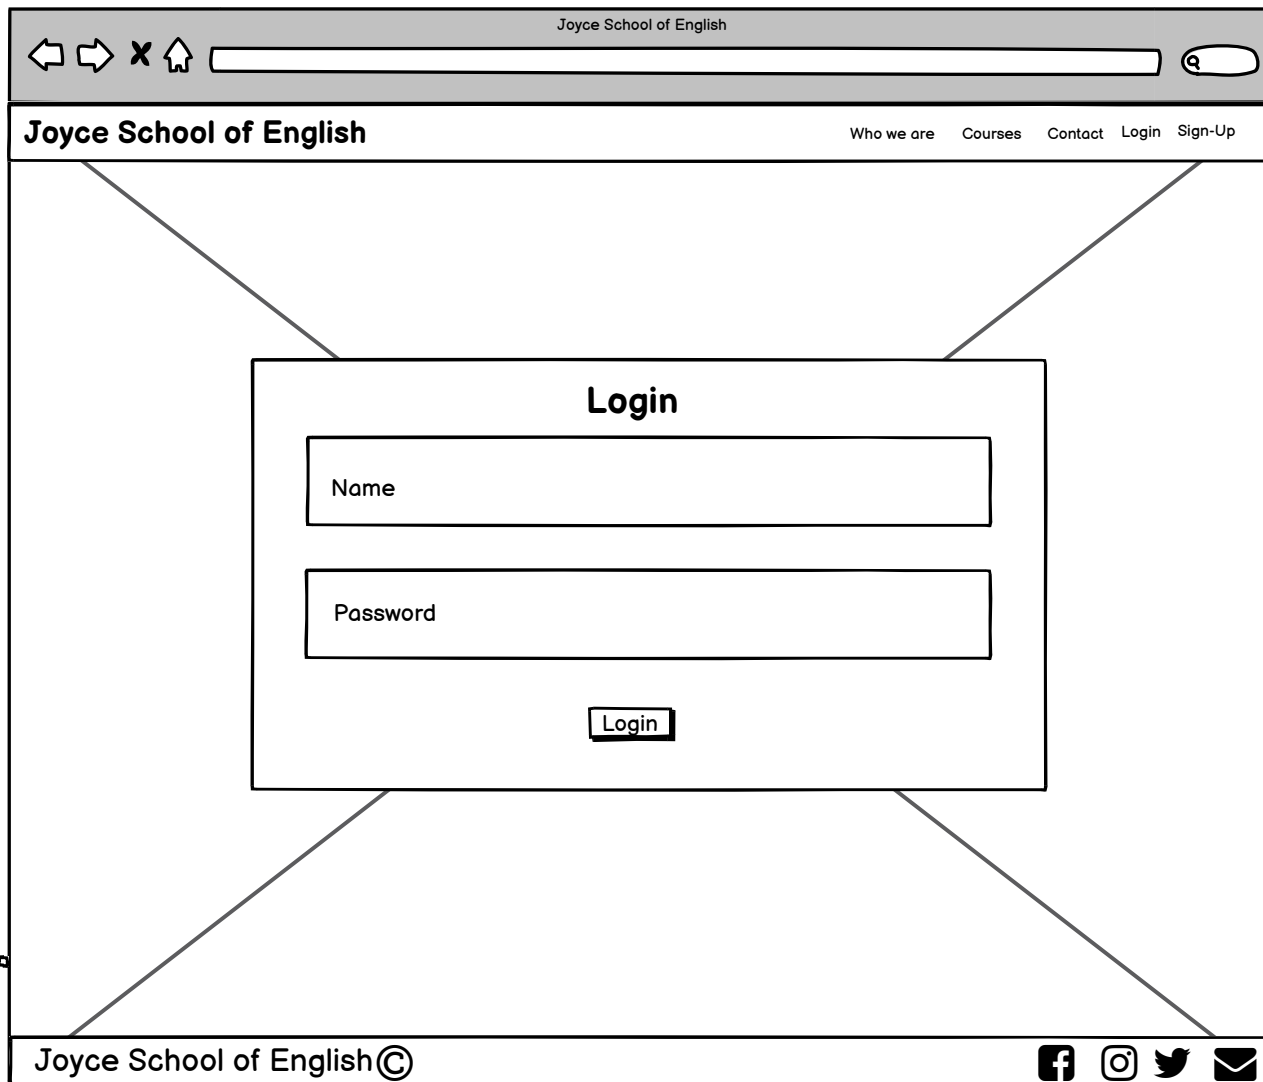 Joyce School of English
Joyce School of English
Who we are Courses Contact Login Sign-Up
Login
Name
Password
Login
Joyce School of English©